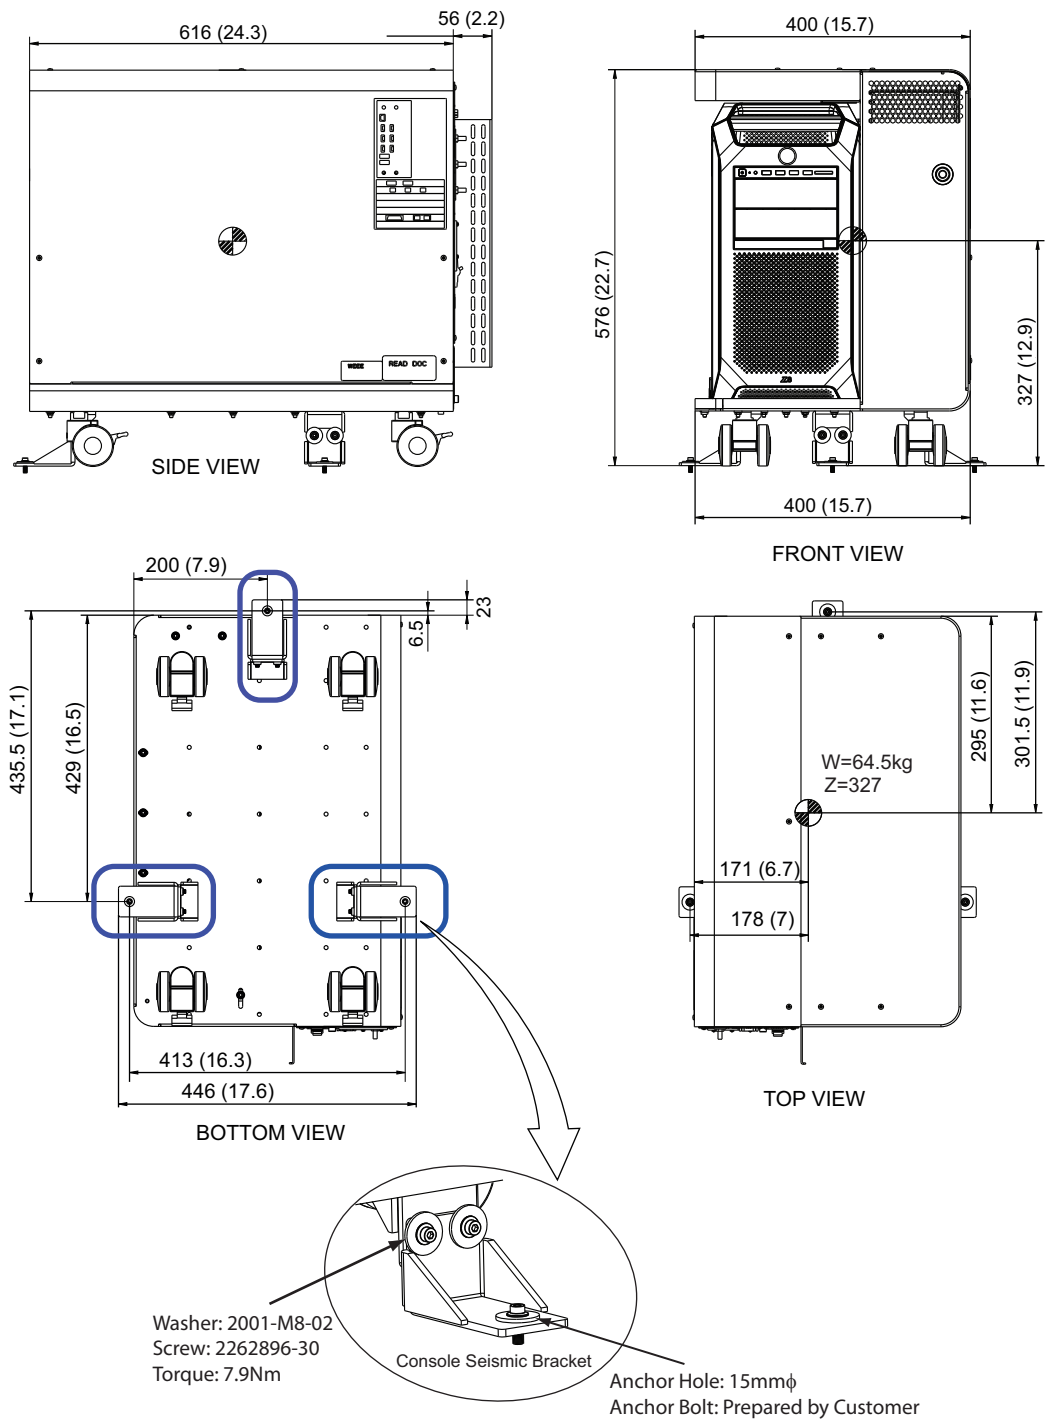 616 (24.3)
56 (2.2)
WEEE
READ DOC
SIDE VIEW
400 (15.7)
576 (22.7)
327 (12.9)
400 (15.7)
FRONT VIEW
200 (7.9)
23
6.5
435.5 (17.1)
429 (16.5)
413 (16.3)
446 (17.6)
BOTTOM VIEW
295 (11.6)
301.5 (11.9)
W=64.5kg
Z=327
171 (6.7)
178 (7)
TOP VIEW
Washer: 2001-M8-02
Screw: 2262896-30
Torque: 7.9Nm
Console Seismic Bracket
Anchor Hole: 15mmϕ
Anchor Bolt: Prepared by Customer